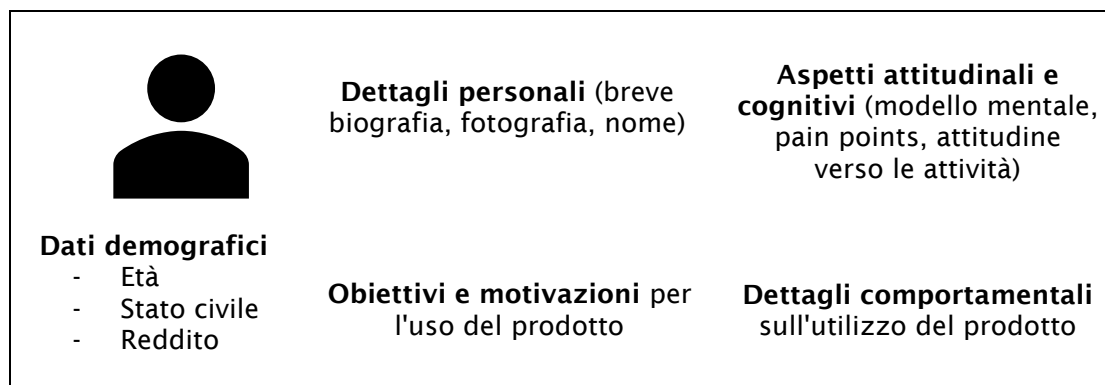 Dettagli personali (breve
biografia, fotografia, nome)
Aspetti attitudinali e
cognitivi (modello mentale,
pain points, attitudine
verso le attività)
Dati demografici
- Età
- Stato civile
- Reddito
Obiettivi e motivazioni per
l'uso del prodotto
Dettagli comportamentali
sull'utilizzo del prodotto